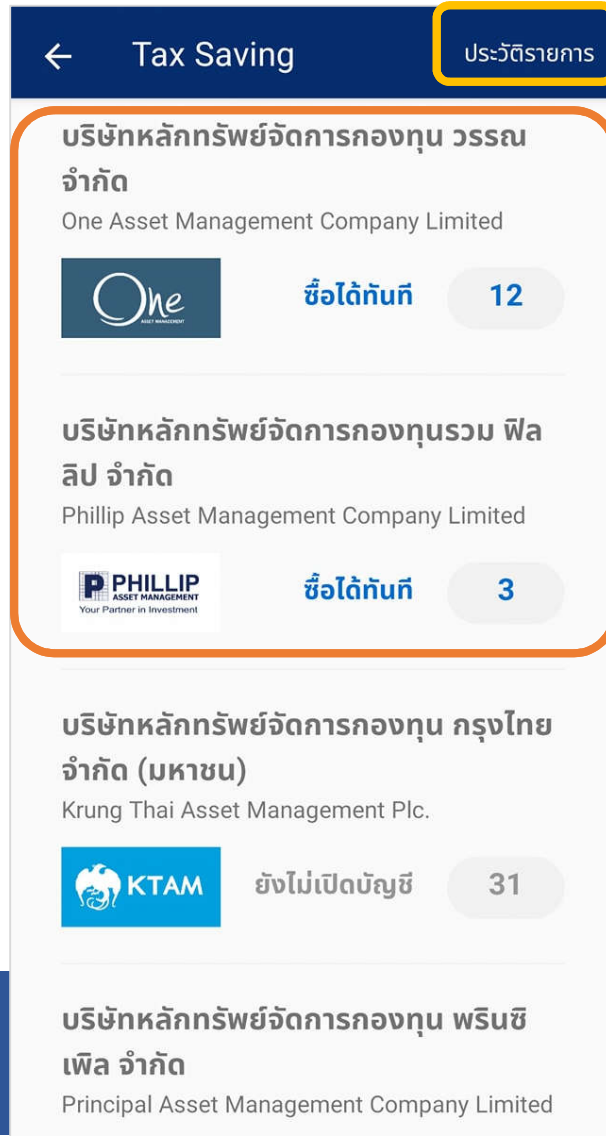 ← Tax Saving ประวัติรายการ
บริษัทหลักทรัพย์จัดการกองทุน วรรณ
จำกัด
One Asset Management Company Limited
One
ASSET MANAGEMENT
ซื้อได้ทันที 12
บริษัทหลักทรัพย์จัดการกองทุนรวม ฟิล
ลิป จำกัด
Phillip Asset Management Company Limited
PHILLIP
ASSET MANAGEMENT
Your Partner in Investment
ซื้อได้ทันที 3
บริษัทหลักทรัพย์จัดการกองทุน กรุงไทย
จำกัด (มหาชน)
Krung Thai Asset Management Plc.
KTAM ยังไม่เปิดบัญชี 31
บริษัทหลักทรัพย์จัดการกองทุน พรินซิ
เพิล จำกัด
Principal Asset Management Company Limited